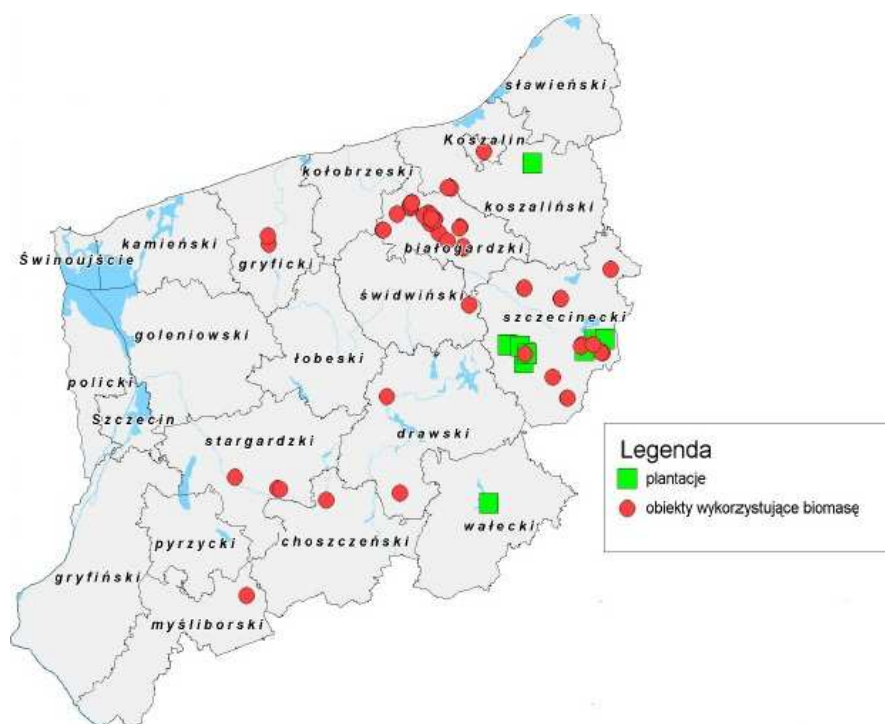 sławieński
Koszalin
kołobrzeski
koszaliński
kamieński
białogardzki
Świnoujście
gryficki
świdwiński
szczecinecki
goleniowski
łobeski
policki
Szczecin
stargardzki
drawski
Legenda
plantacje
obiekty wykorzystujące biomasę
wałecki
pyrzycki
choszczeński
gryfiński
myśliborski